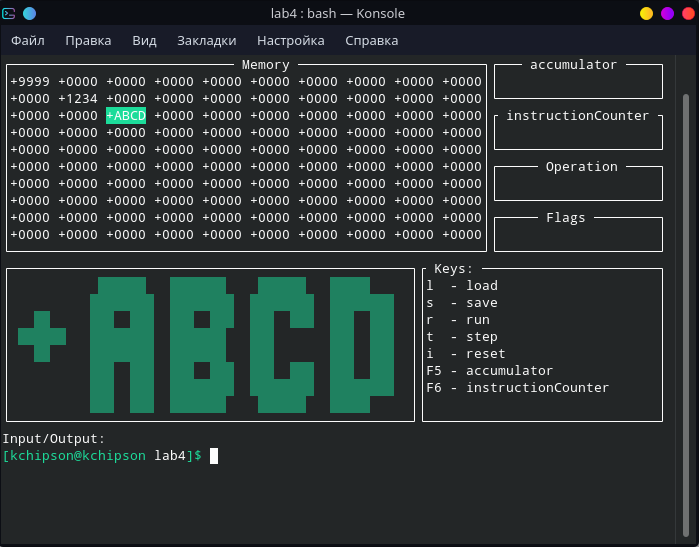 lab4 : bash — Konsole
Файл Правка Вид Закладки Настройка Справка
Memory
+9999 +0000 +0000 +0000 +0000 +0000 +0000 +0000 +0000 +0000
+0000 +1234 +0000 +0000 +0000 +0000 +0000 +0000 +0000 +0000
+0000 +0000 +ABCD +0000 +0000 +0000 +0000 +0000 +0000 +0000
+0000 +0000 +0000 +0000 +0000 +0000 +0000 +0000 +0000 +0000
+0000 +0000 +0000 +0000 +0000 +0000 +0000 +0000 +0000 +0000
+0000 +0000 +0000 +0000 +0000 +0000 +0000 +0000 +0000 +0000
+0000 +0000 +0000 +0000 +0000 +0000 +0000 +0000 +0000 +0000
+0000 +0000 +0000 +0000 +0000 +0000 +0000 +0000 +0000 +0000
+0000 +0000 +0000 +0000 +0000 +0000 +0000 +0000 +0000 +0000
+0000 +0000 +0000 +0000 +0000 +0000 +0000 +0000 +0000 +0000
accumulator
instructionCounter
Operation
Flags
+ABCD
Keys:
l - load
s - save
r - run
t - step
i - reset
F5 - accumulator
F6 - instructionCounter
Input/Output:
[kchipson@kchipson lab4]$